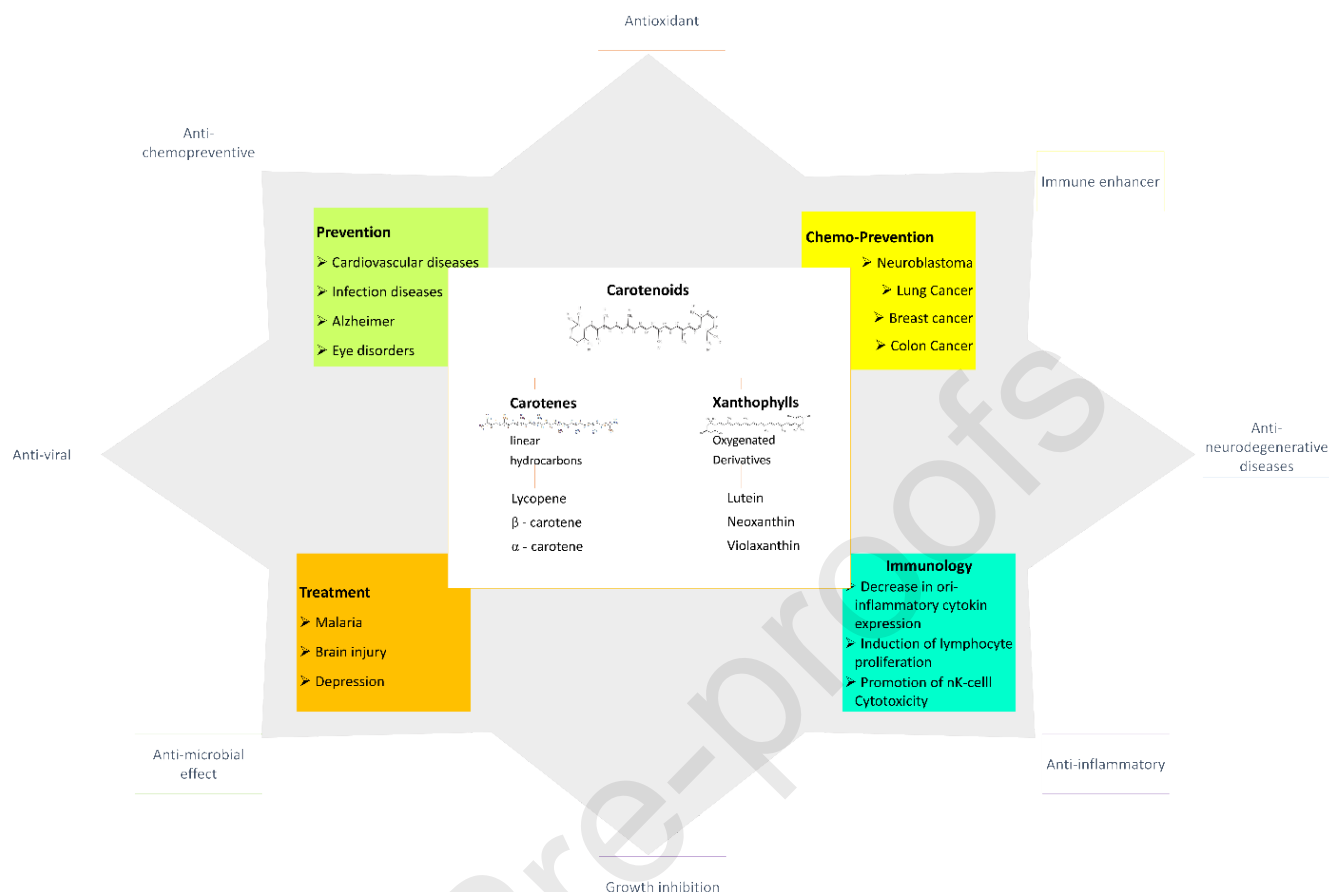 Antioxidant
Anti-
chemopreventive
Immune enhancer
Prevention
➢ Cardiovascular diseases
➢ Infection diseases
➢ Alzheimer
➢ Eye disorders
Chemo-Prevention
➢ Neuroblastoma
➢ Lung Cancer
➢ Breast cancer
➢ Colon Cancer
Carotenoids
Carotenes
linear
hydrocarbons
Lycopene
β - carotene
α - carotene
Xanthophylls
Oxygenated
Derivatives
Lutein
Neoxanthin
Violaxanthin
Anti-viral
Anti-
neurodegenerative
diseases
Treatment
➢ Malaria
➢ Brain injury
➢ Depression
Immunology
➢ Decrease in ori-
inflammatory cytokin
expression
➢ Induction of lymphocyte
proliferation
➢ Promotion of nK-celll
Cytotoxicity
Anti-microbial
effect
Anti-inflammatory
Growth inhibition
re-proofs